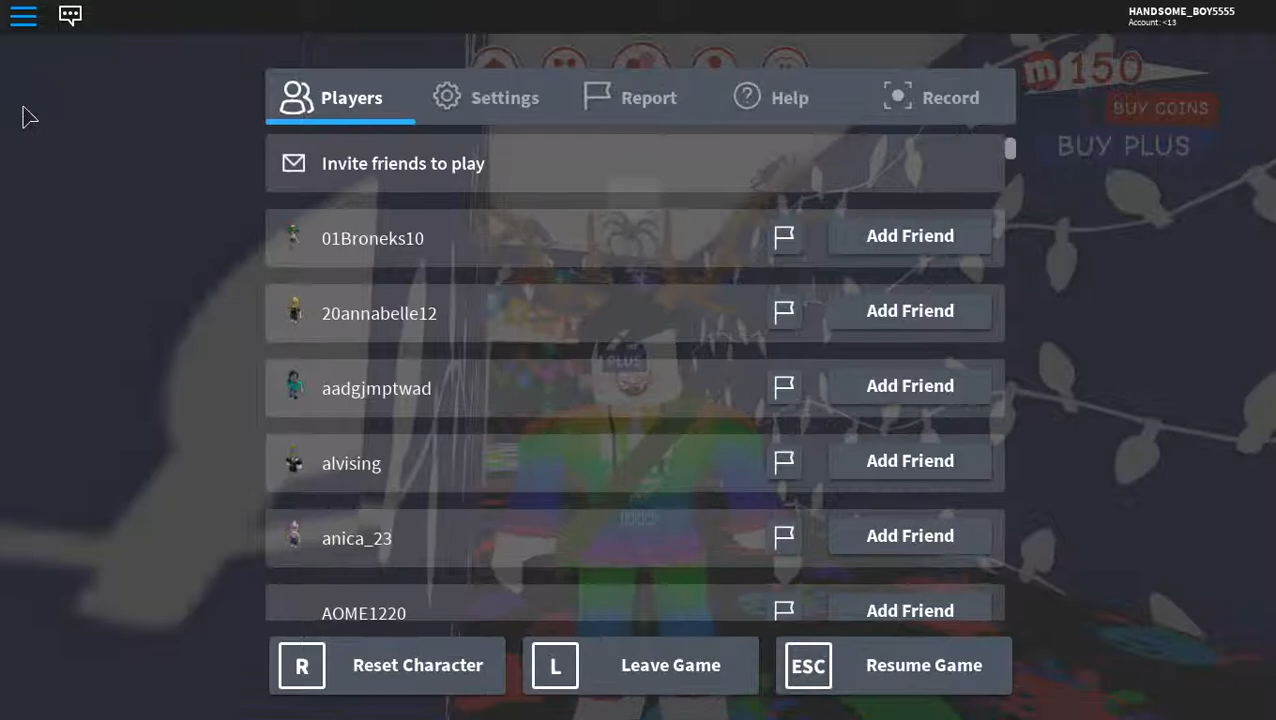 HANDSOME_BOY5555
Account: <13
m 150
BUY COINS
BUY PLUS
Players
Settings
Report
Help
Record
Invite friends to play
01Broneks10
Add Friend
20annabelle12
Add Friend
PLUS
aadgjmptwad
Add Friend
alvising
Add Friend
anica_23
Add Friend
AOME1220
Add Friend
R Reset Character
L Leave Game
ESC Resume Game